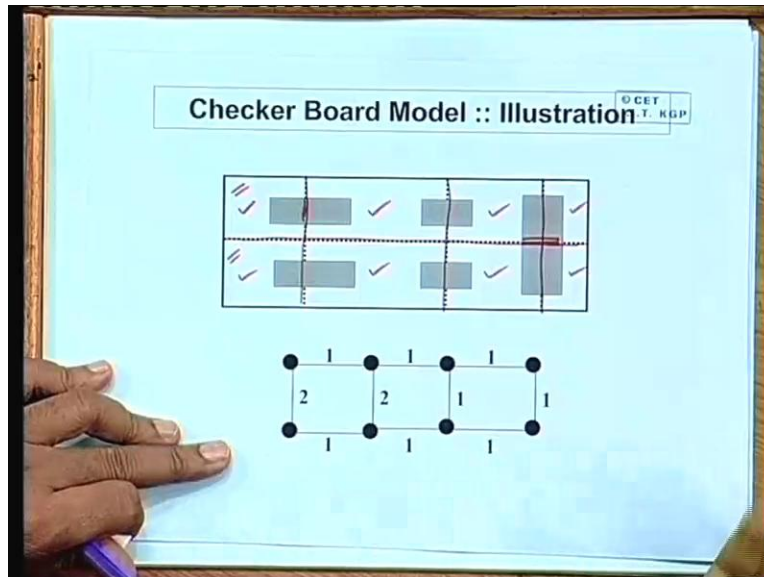 Checker Board Model :: Illustration
© CET
.T. KGP
1 1 1
2 2 1 1
1 1 1